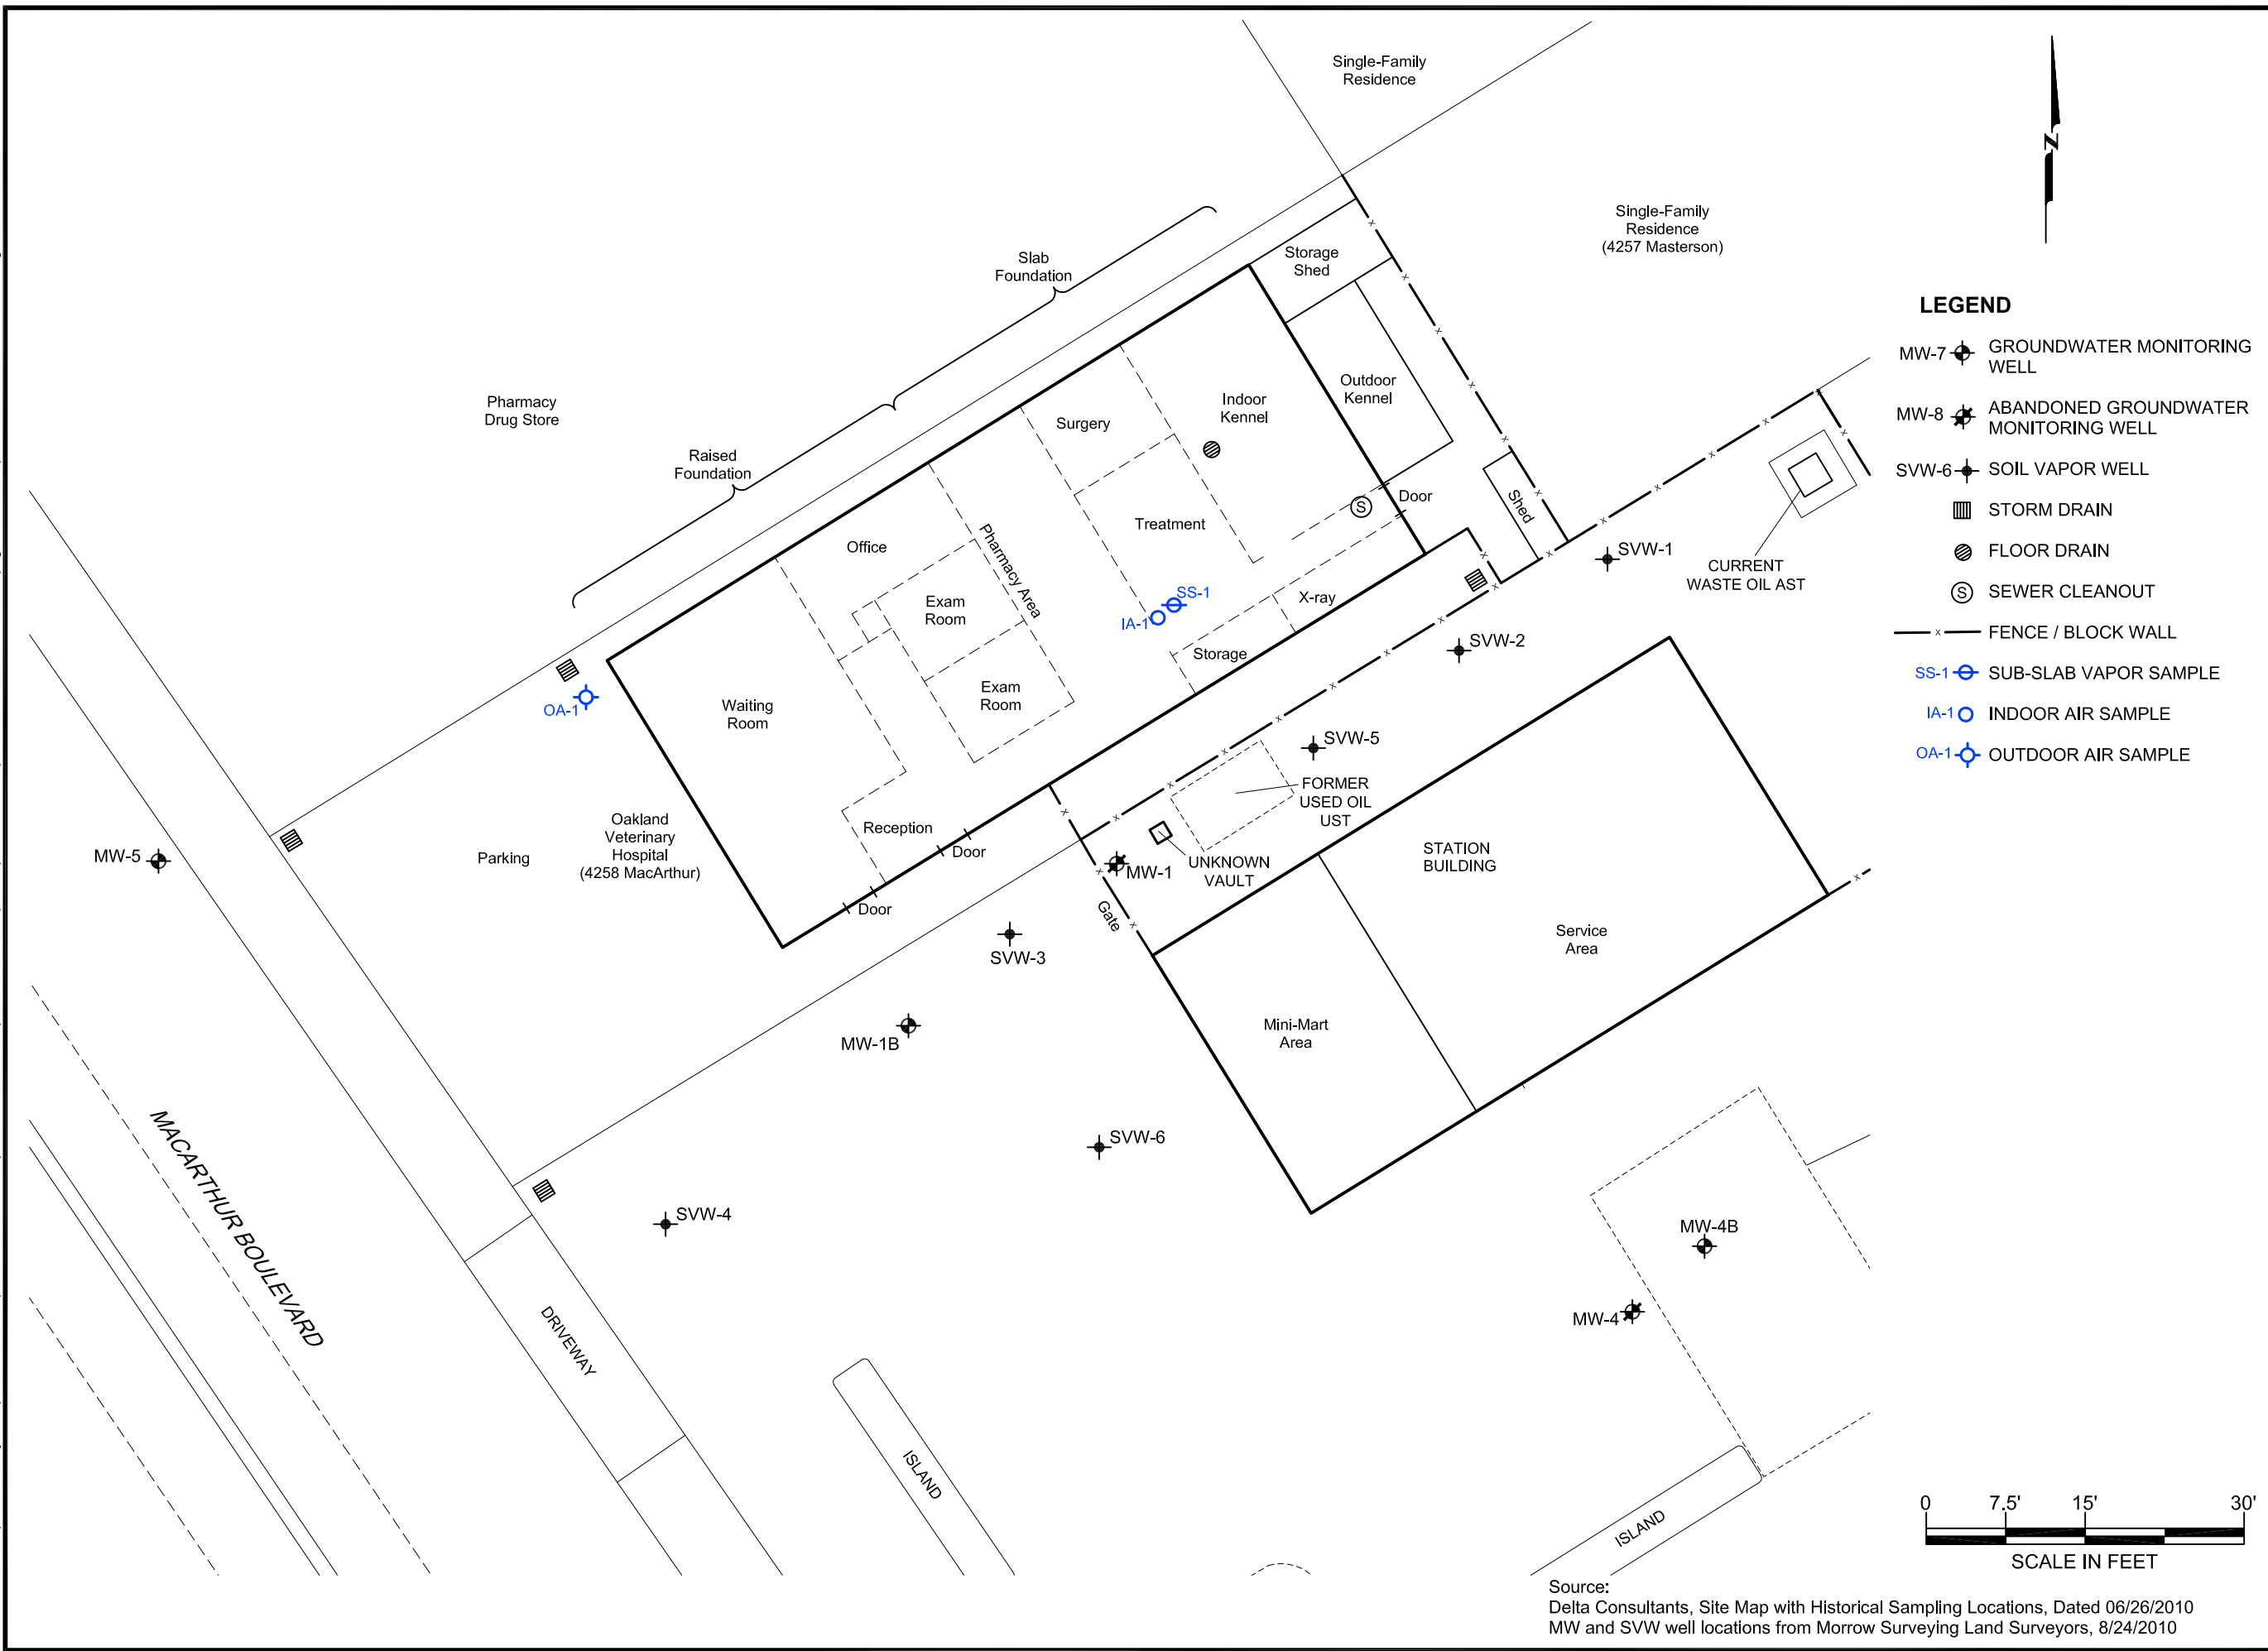 Single-Family
Residence
N
Single-Family
Residence
(4257 Masterson)
Slab
Foundation
Storage
Shed
Pharmacy
Drug Store
Raised
Foundation
Surgery
Indoor
Kennel
Outdoor
Kennel
Treatment
S
Door
Shed
Office
Pharmacy Area
Exam
Room
SS-1
IA-1
X-ray
Storage
Exam
Room
Waiting
Room
OA-1
SVW-1
SVW-2
SVW-5
CURRENT
WASTE OIL AST
FORMER
USED OIL
UST
UNKNOWN
VAULT
MW-1
Gate
Reception
Door
Door
Oakland
Veterinary
Hospital
(4258 MacArthur)
Parking
MW-5
STATION
BUILDING
Service
Area
Mini-Mart
Area
SVW-3
MW-1B
SVW-6
SVW-4
MW-4B
MW-4
MACARTHUR BOULEVARD
DRIVEWAY
ISLAND
ISLAND
LEGEND
MW-7 GROUNDWATER MONITORING
WELL
MW-8 ABANDONED GROUNDWATER
MONITORING WELL
SVW-6 SOIL VAPOR WELL
STORM DRAIN
FLOOR DRAIN
S SEWER CLEANOUT
x FENCE / BLOCK WALL
SS-1 SUB-SLAB VAPOR SAMPLE
IA-1 INDOOR AIR SAMPLE
OA-1 OUTDOOR AIR SAMPLE
0 7.5' 15' 30'
SCALE IN FEET
Source:
Delta Consultants, Site Map with Historical Sampling Locations, Dated 06/26/2010
MW and SVW well locations from Morrow Surveying Land Surveyors, 8/24/2010